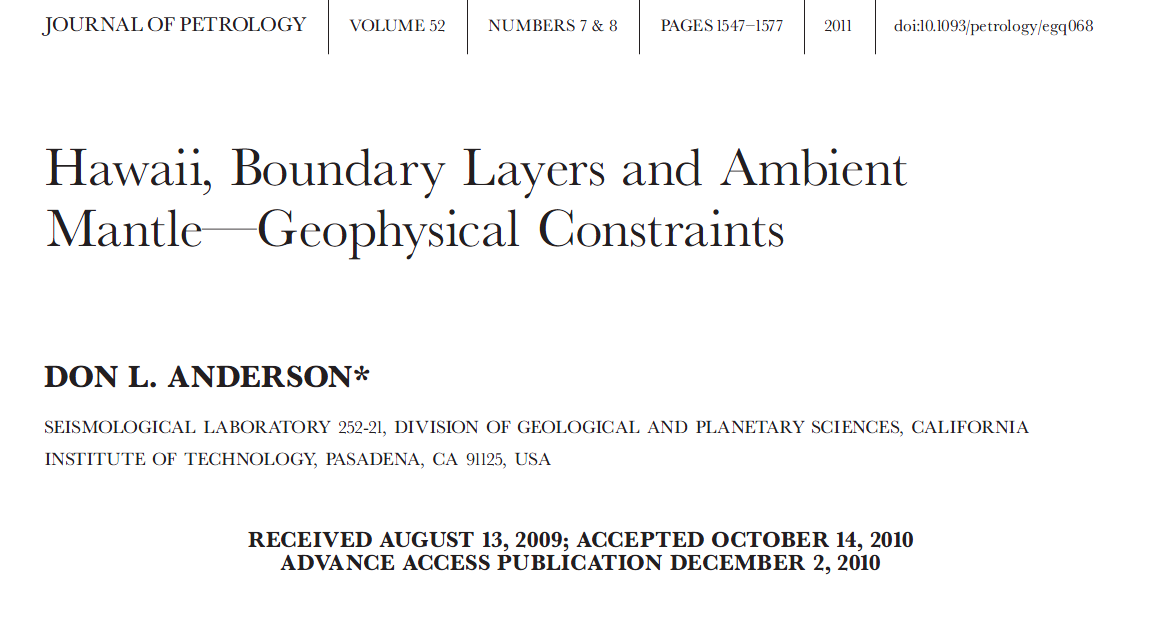 JOURNAL OF PETROLOGY VOLUME 52 NUMBERS 7 & 8 PAGES 1547–1577 2011 doi:10.1093/petrology/egq068
Hawaii, Boundary Layers and Ambient
Mantle—Geophysical Constraints
DON L. ANDERSON*
SEISMOLOGICAL LABORATORY 252-21, DIVISION OF GEOLOGICAL AND PLANETARY SCIENCES, CALIFORNIA
INSTITUTE OF TECHNOLOGY, PASADENA, CA 91125, USA
RECEIVED AUGUST 13, 2009; ACCEPTED OCTOBER 14, 2010
ADVANCE ACCESS PUBLICATION DECEMBER 2, 2010